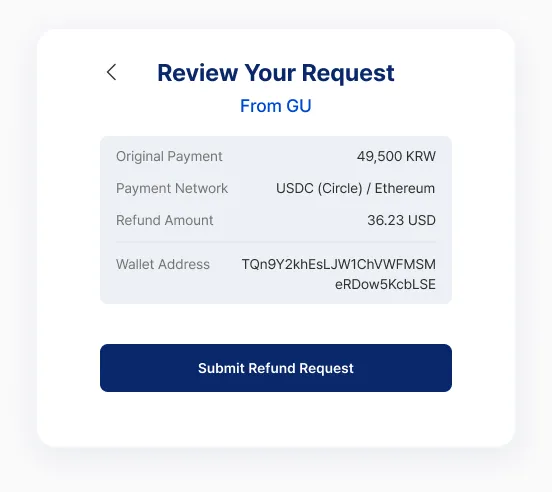 Review Your Request
From GU
Original Payment 49,500 KRW
Payment Network USDC (Circle) / Ethereum
Refund Amount 36.23 USD
Wallet Address TQn9Y2khEsLJW1ChVWFMSM
eRDow5KcbLSE
Submit Refund Request